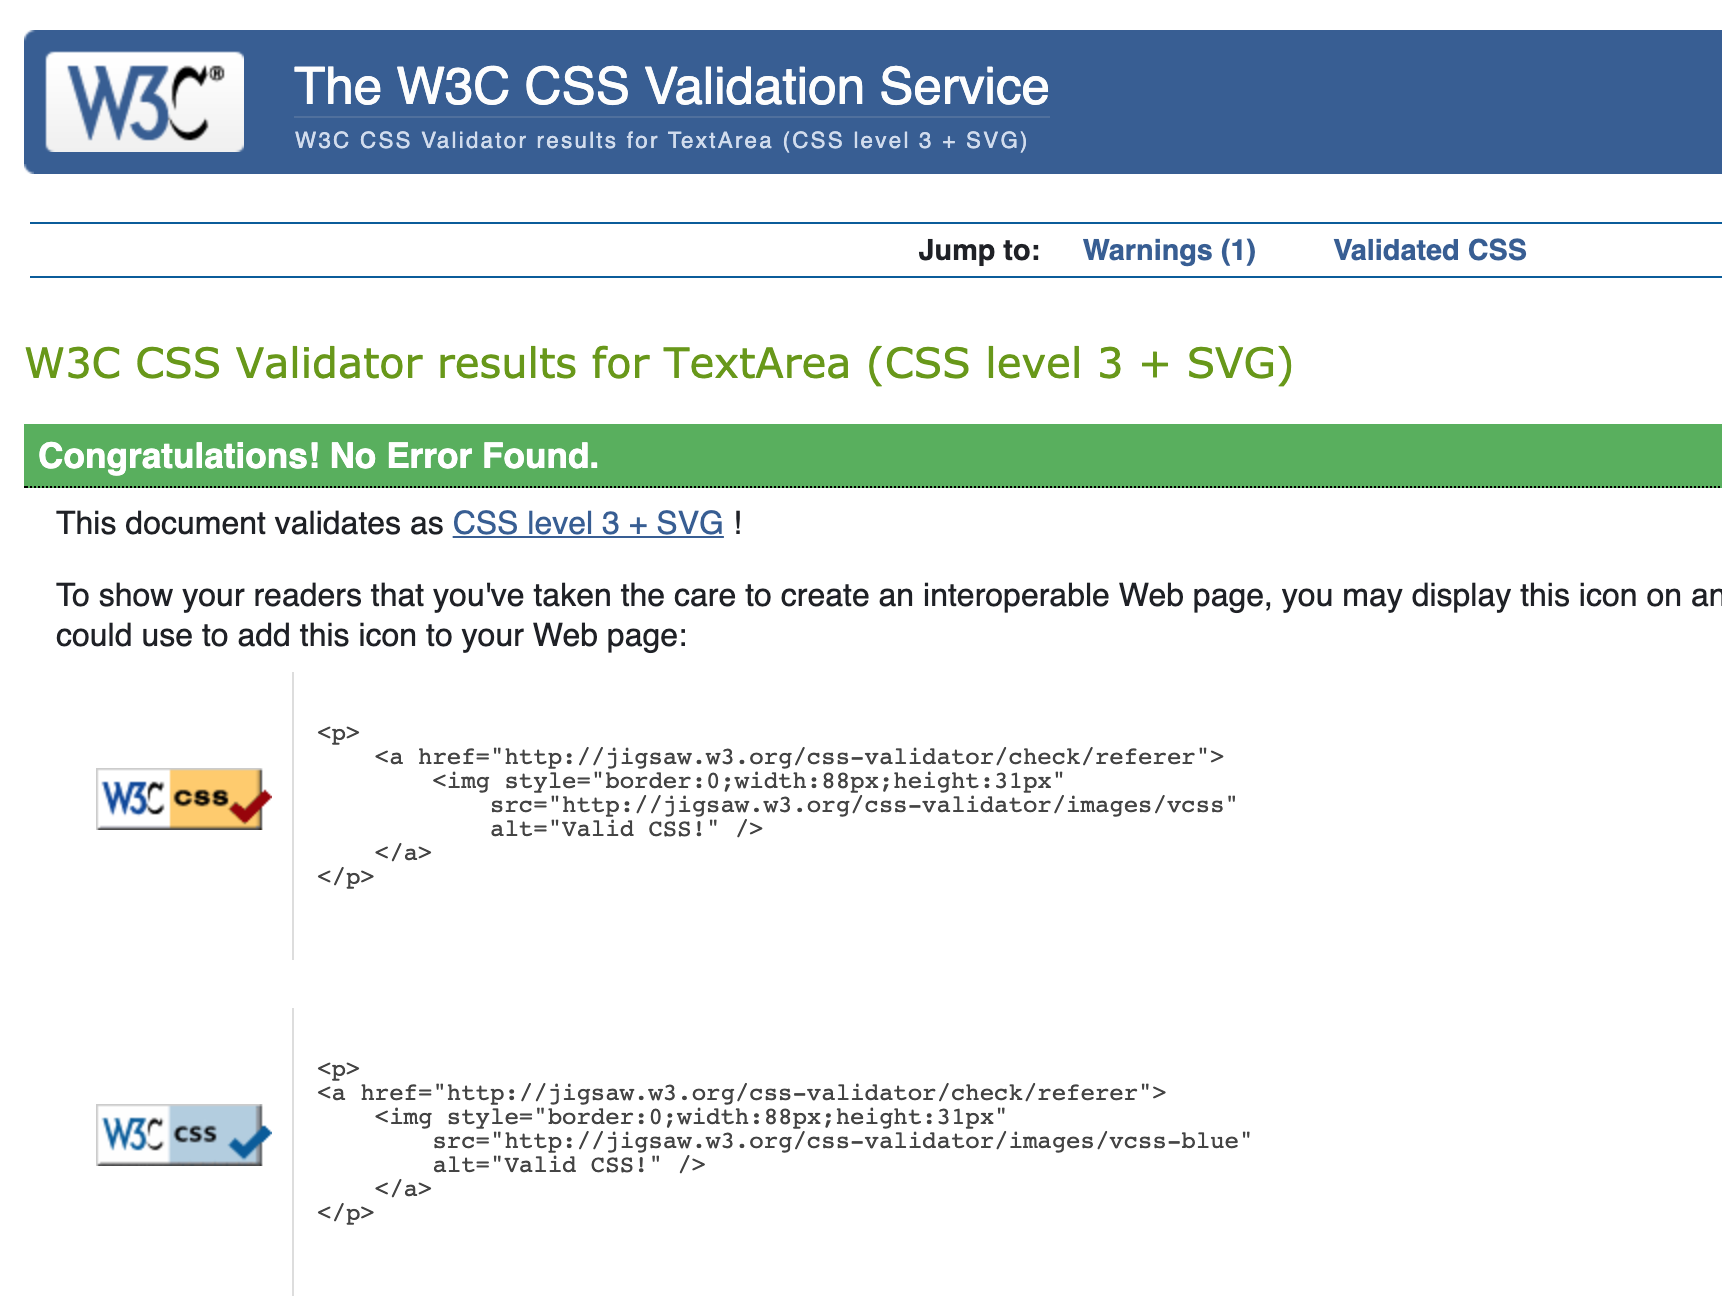 W3C®
The W3C CSS Validation Service
W3C CSS Validator results for TextArea (CSS level 3 + SVG)
Jump to: Warnings (1) Validated CSS
W3C CSS Validator results for TextArea (CSS level 3 + SVG)
Congratulations! No Error Found.
This document validates as CSS level 3 + SVG !
To show your readers that you've taken the care to create an interoperable Web page, you may display this icon on an
could use to add this icon to your Web page:
W3C css
<p>
    <a href="http://jigsaw.w3.org/css-validator/check/referer">
        <img style="border:0;width:88px;height:31px"
            src="http://jigsaw.w3.org/css-validator/images/vcss"
            alt="Valid CSS!" />
    </a>
</p>
W3C css
<p>
<a href="http://jigsaw.w3.org/css-validator/check/referer">
    <img style="border:0;width:88px;height:31px"
        src="http://jigsaw.w3.org/css-validator/images/vcss-blue"
        alt="Valid CSS!" />
    </a>
</p>